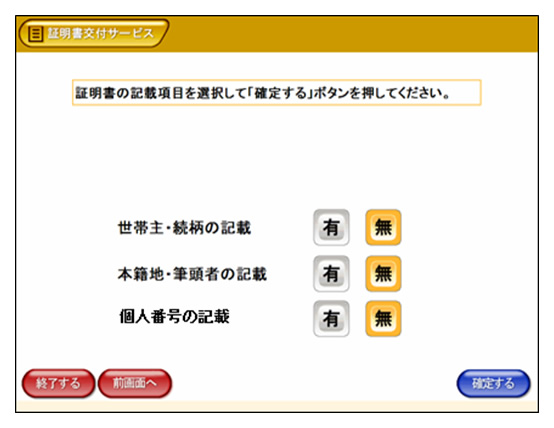 証明書交付サービス
証明書の記載項目を選択して「確定する」ボタンを押してください。
世帯主・続柄の記載 有 無
本籍地・筆頭者の記載 有 無
個人番号の記載 有 無
終了する 前画面へ 確定する